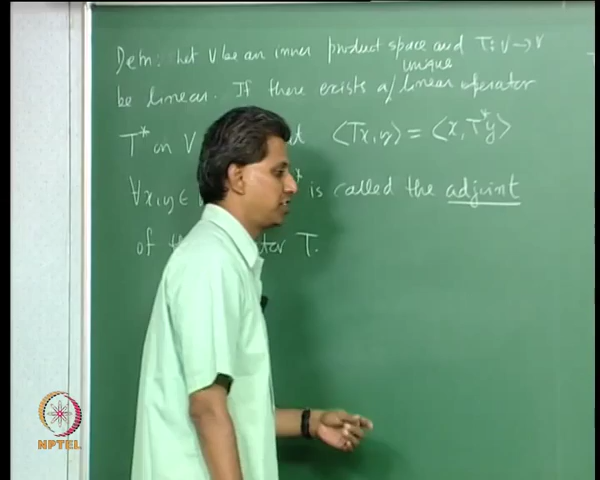 Defn: Let V be an inner product space and T: V → V
unique
be linear. If there exists a/ linear operator
T* on V ⟨Tx, y⟩ = ⟨x, T*y⟩
∀x, y ∈ * is called the adjoint
of T.
NPTEL